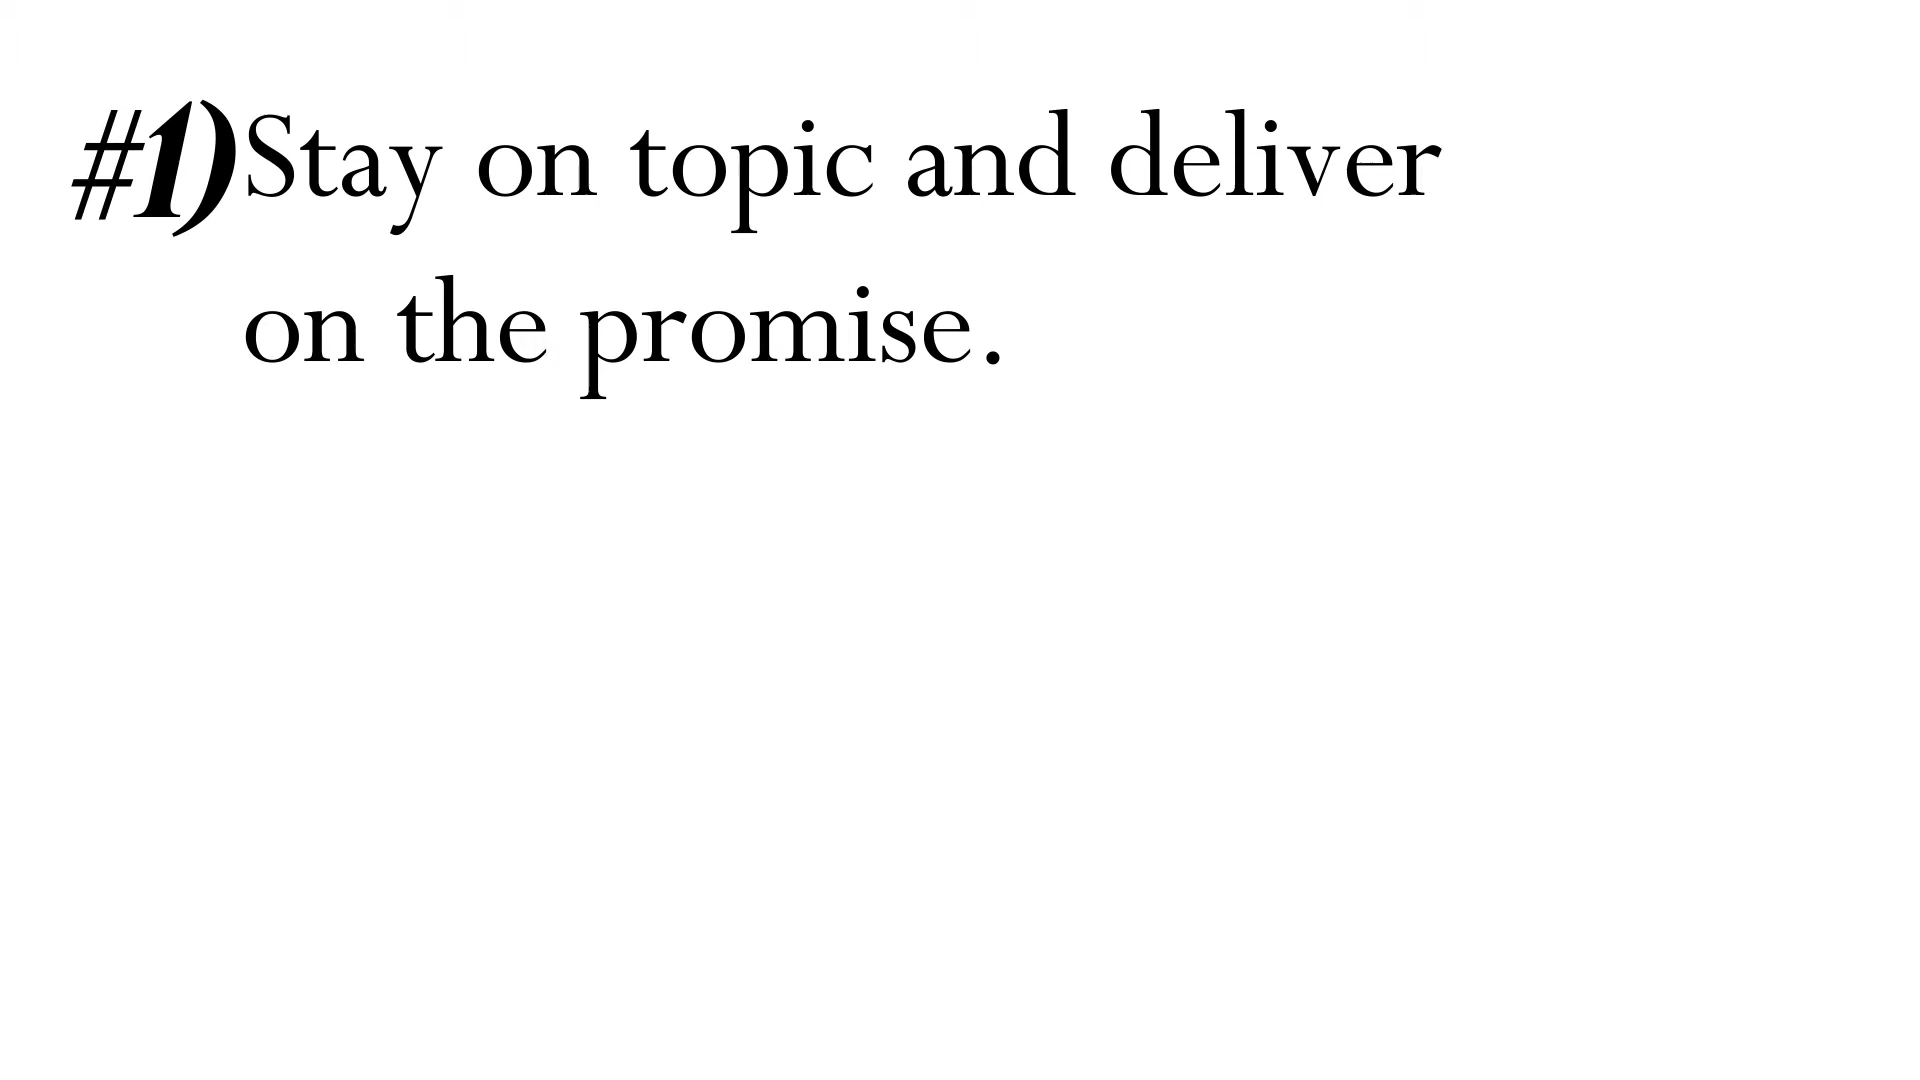 #1) Stay on topic and deliver
on the promise.